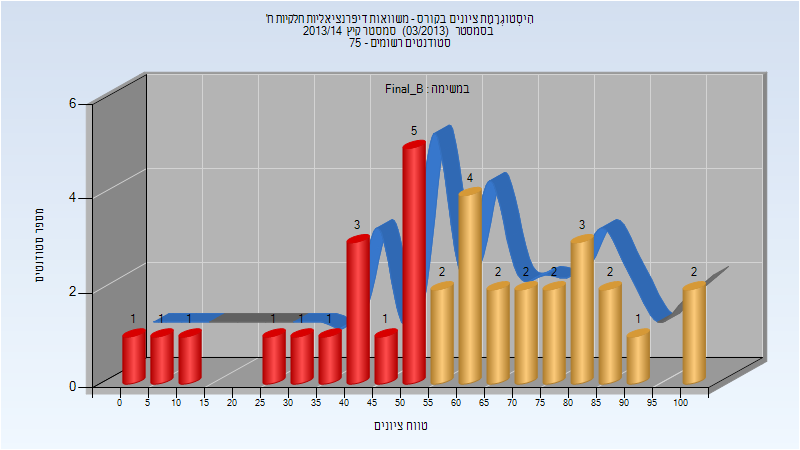 היסטוגרמת ציונים בקורס - משוואות דיפרנציאליות חלקיות ח'
בסמסטר (03/2013) סמסטר קיץ 2013/14
סטודנטים רשומים - 75
במשימה : Final_B
מספר סטודנטים
6
4
2
0
1 1 1 1 1 1 3 1 5 2 4 2 2 2 3 2 1 2
0 5 10 15 20 25 30 35 40 45 50 55 60 65 70 75 80 85 90 95 100
טווח ציונים